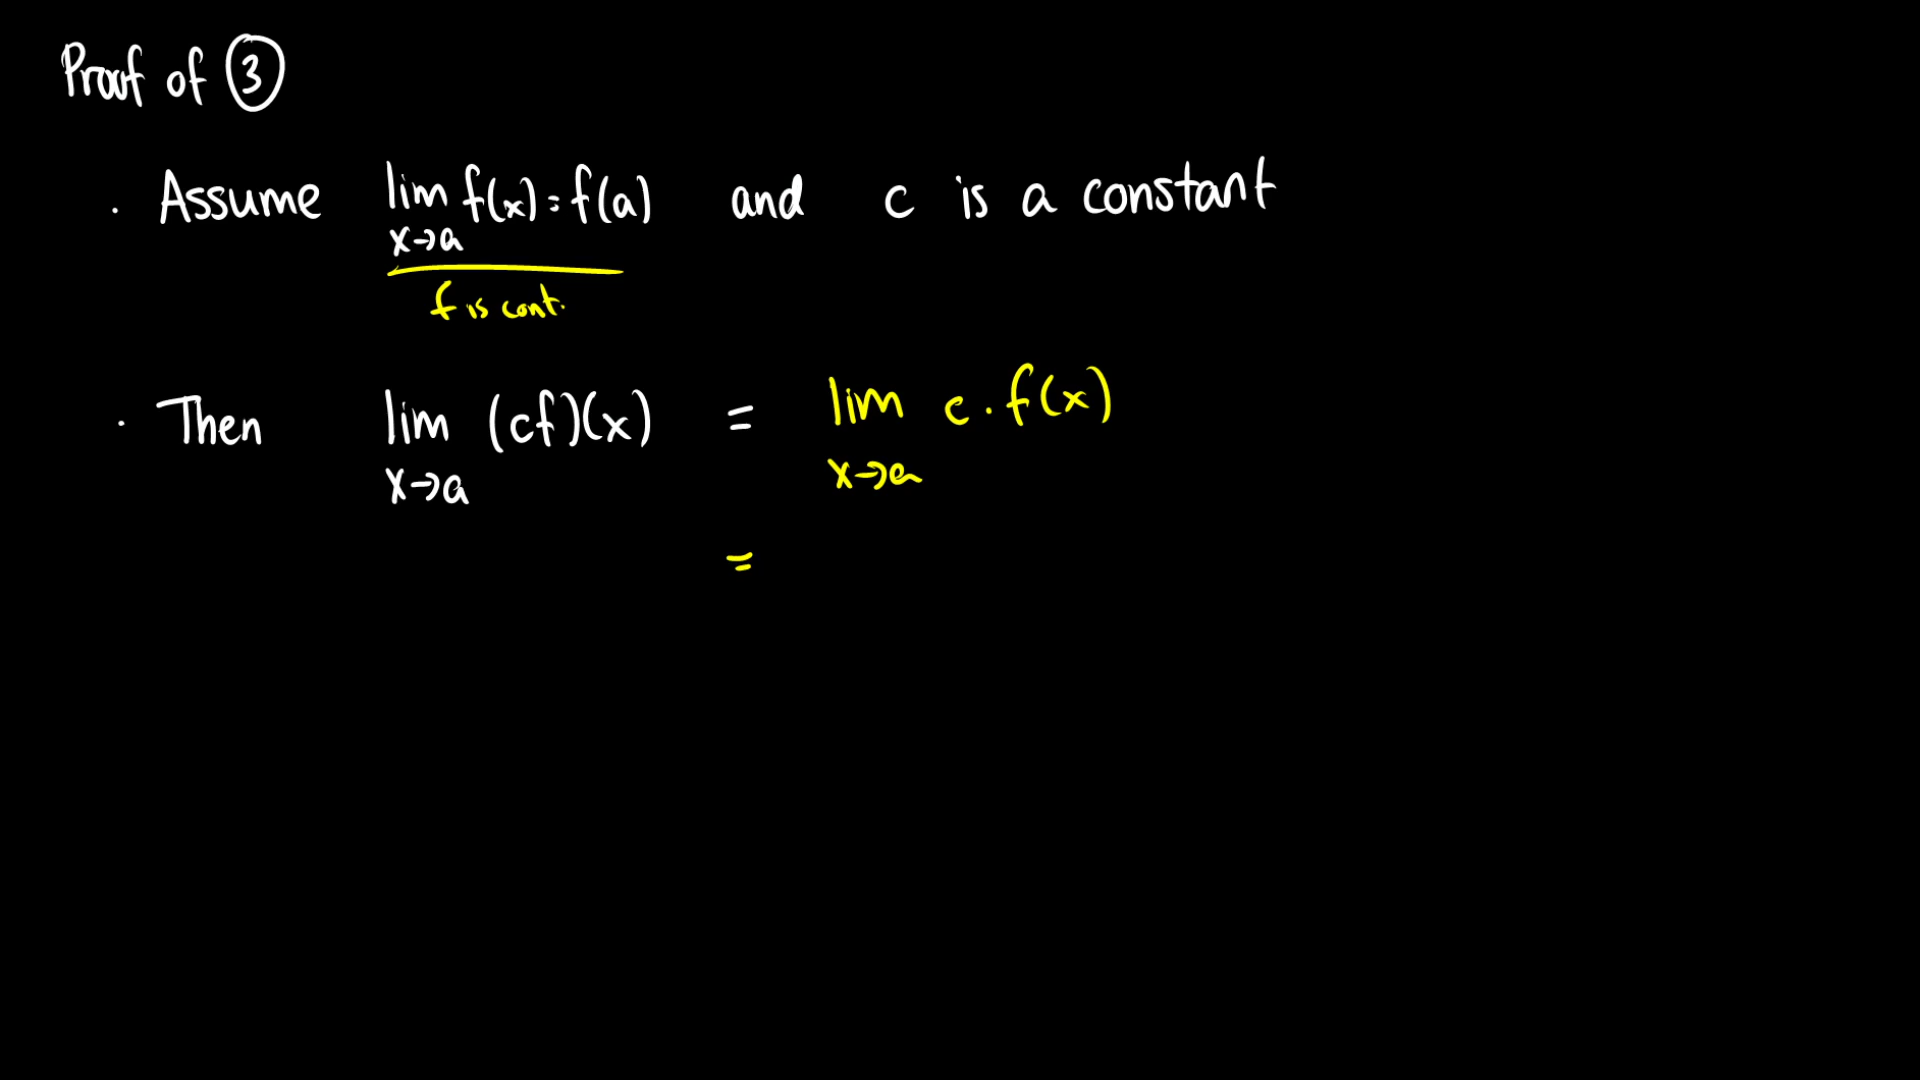 Proof of ③
· Assume lim f(x) = f(a) and c is a constant
x→a
f is cont.
· Then lim (cf)(x) = lim c · f(x)
x→a x→a
=